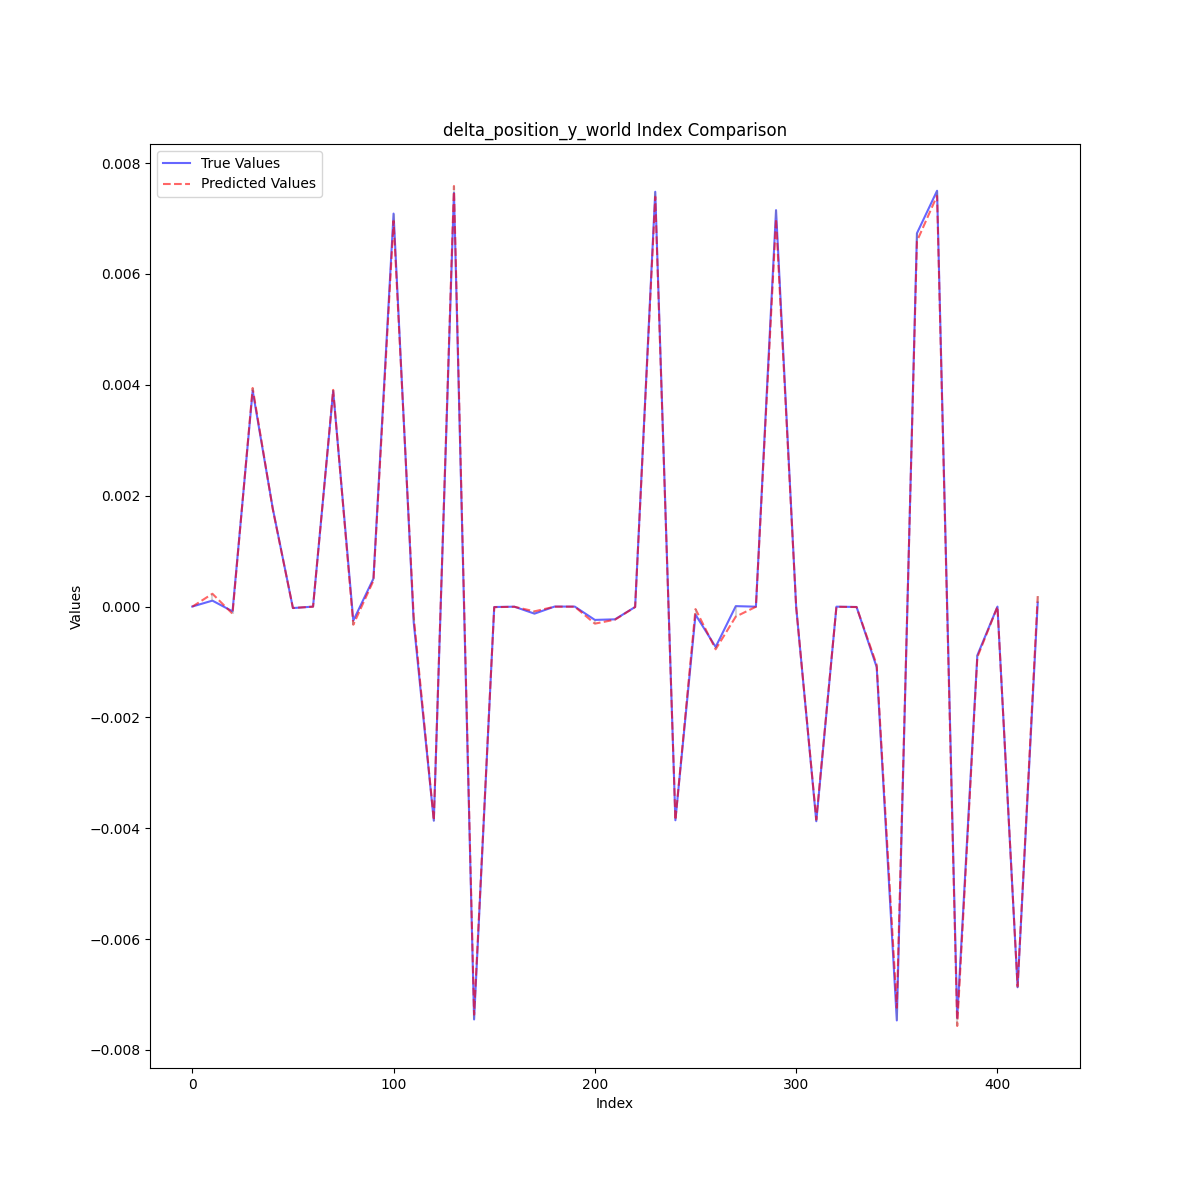 delta_position_y_world Index Comparison
True Values
Predicted Values
0.008
0.006
0.004
0.002
0.000
−0.002
−0.004
−0.006
−0.008
Values
0 100 200 300 400
Index